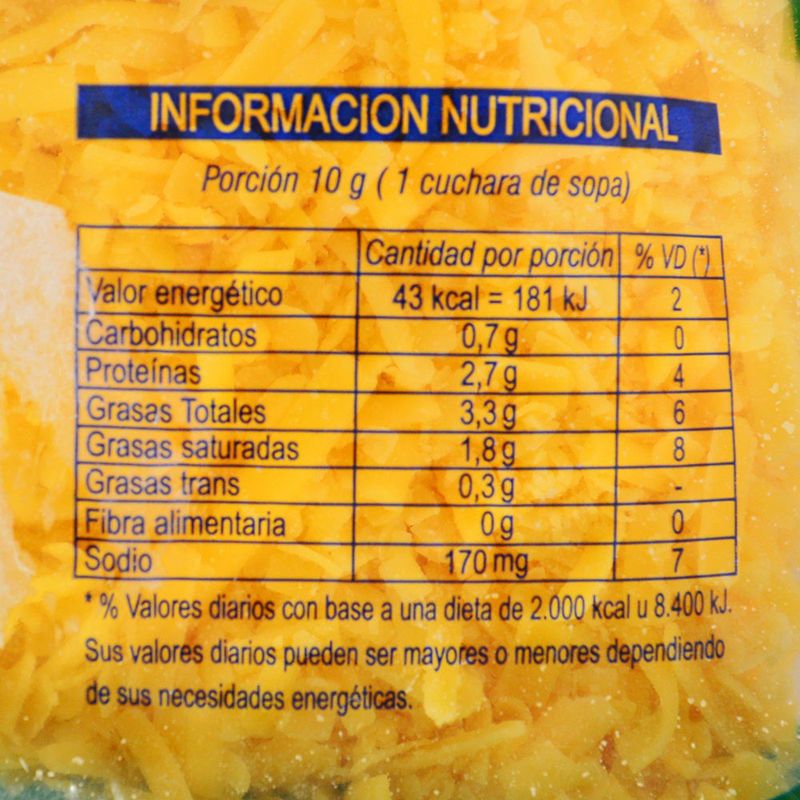 INFORMACION NUTRICIONAL
Porción 10 g ( 1 cuchara de sopa)
Cantidad por porción % VD (*)
Valor energético 43 kcal = 181 kJ 2
Carbohidratos 0,7 g 0
Proteínas 2,7 g 4
Grasas Totales 3,3 g 6
Grasas saturadas 1,8 g 8
Grasas trans 0,3 g -
Fibra alimentaria 0 g 0
Sodio 170 mg 7
* % Valores diarios con base a una dieta de 2.000 kcal u 8.400 kJ.
Sus valores diarios pueden ser mayores o menores dependiendo
de sus necesidades energéticas.